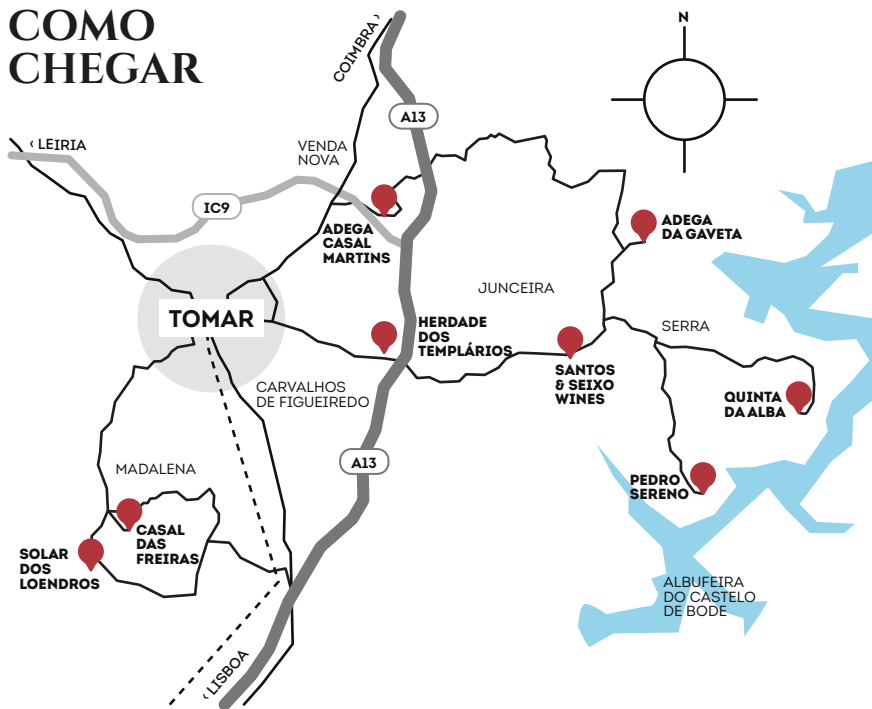 COMO
CHEGAR
N
COIMBRA ›
A13
‹ LEIRIA
VENDA
NOVA
IC9
ADEGA
CASAL
MARTINS
ADEGA
DA GAVETA
JUNCEIRA
TOMAR
HERDADE
DOS
TEMPLÁRIOS
SERRA
SANTOS
& SEIXO
WINES
CARVALHOS
DE FIGUEIREDO
QUINTA
DA ALBA
A13
MADALENA
PEDRO
SERENO
CASAL
DAS
FREIRAS
SOLAR
DOS
LOENDROS
ALBUFEIRA
DO CASTELO
DE BODE
‹ LISBOA